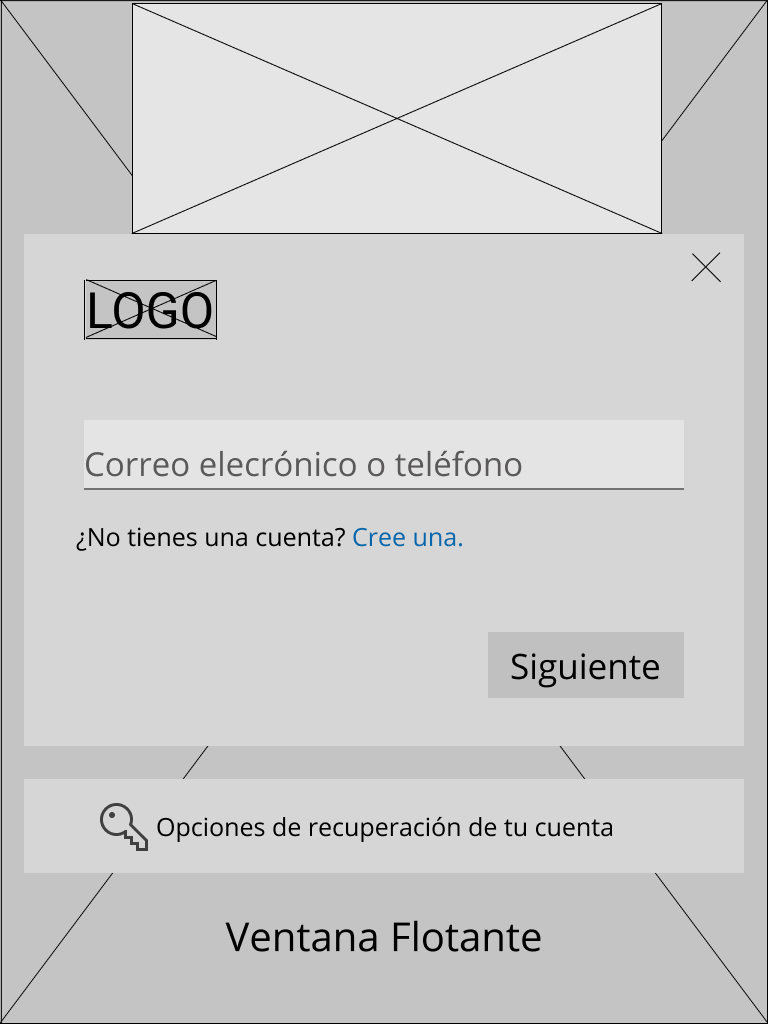 LOGO
Correo elecrónico o teléfono
¿No tienes una cuenta? Cree una.
Siguiente
Opciones de recuperación de tu cuenta
Ventana Flotante